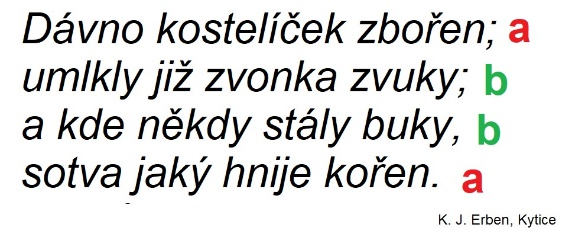 Dávno kostelíček zbořen; a
umlkly již zvonka zvuky; b
a kde někdy stály buky, b
sotva jaký hnije kořen. a
K. J. Erben, Kytice